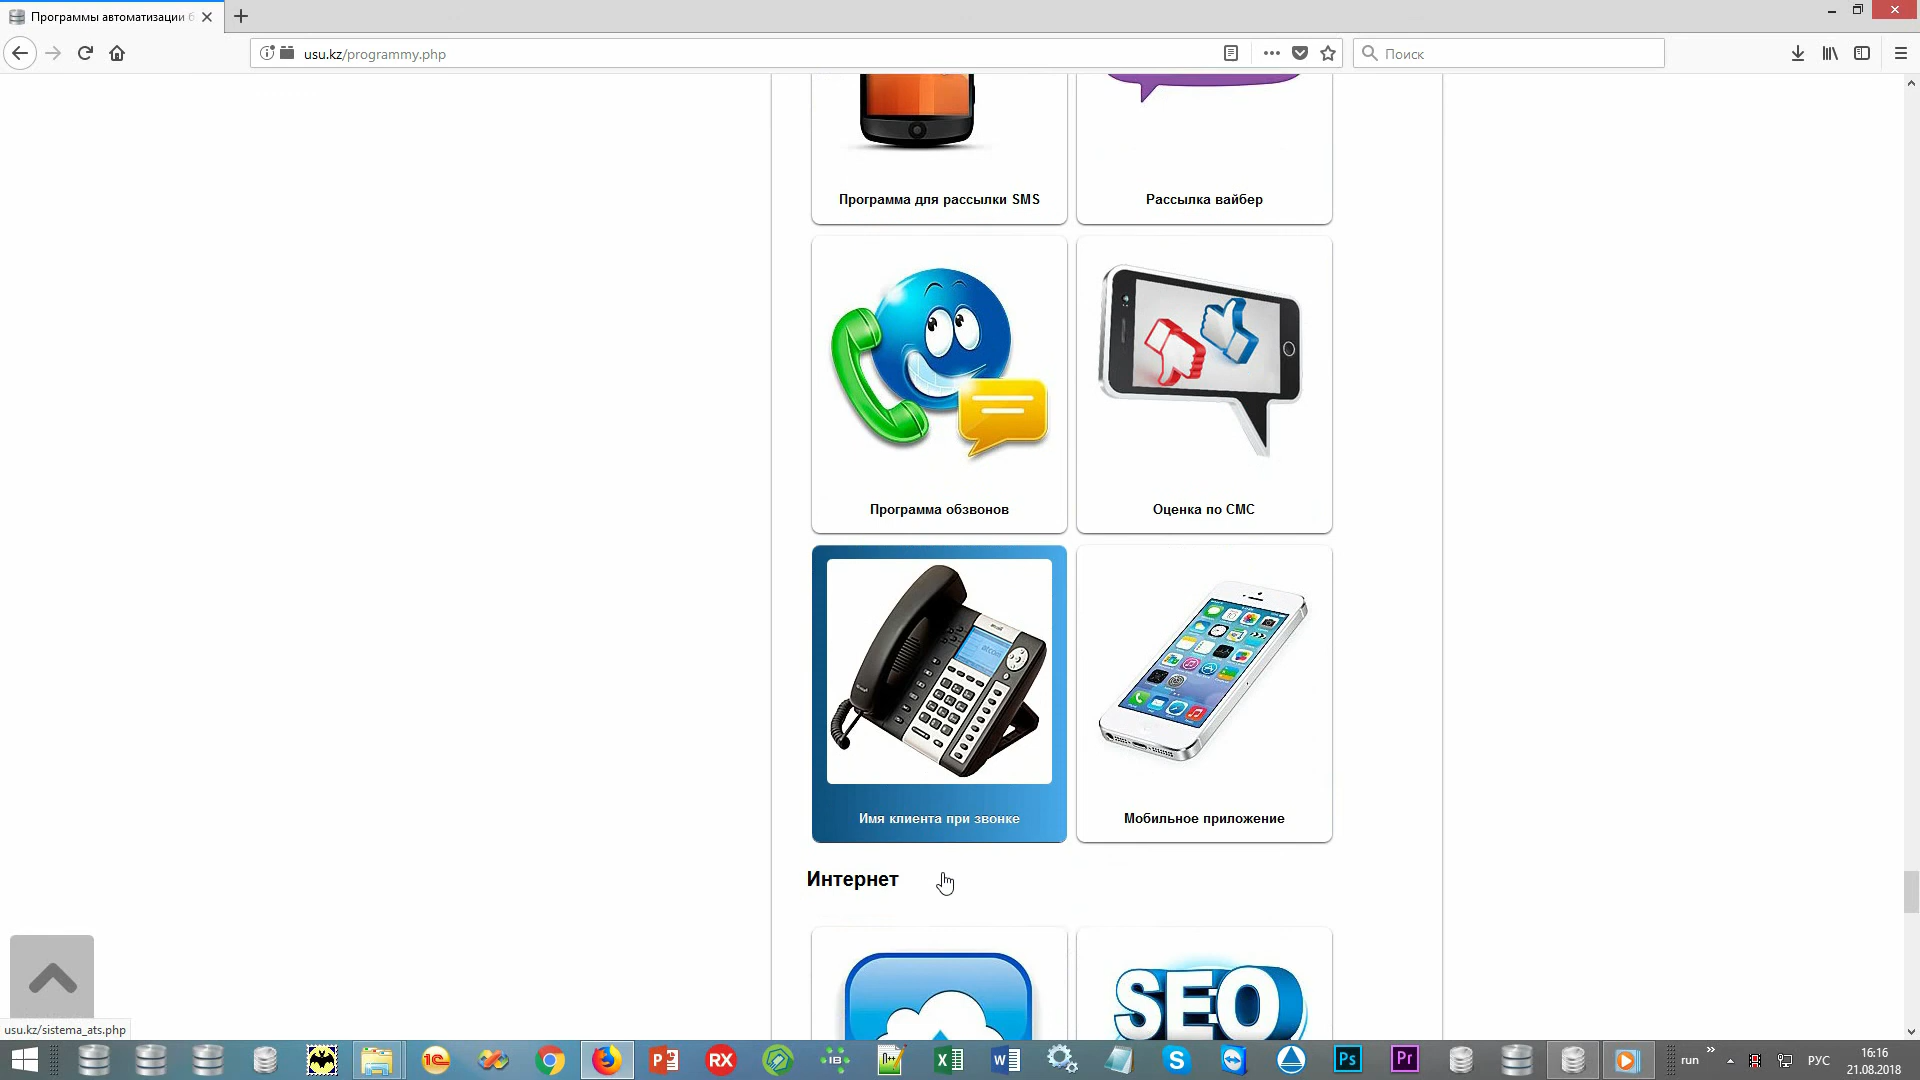 Программы автоматизации б
usu.kz/programmy.php
Поиск
Программа для рассылки SMS
Рассылка вайбер
Программа обзвонов
Оценка по СМС
Имя клиента при звонке
Мобильное приложение
Интернет
SEO
usu.kz/sistema_ats.php
run
РУС
16:16
21.08.2018